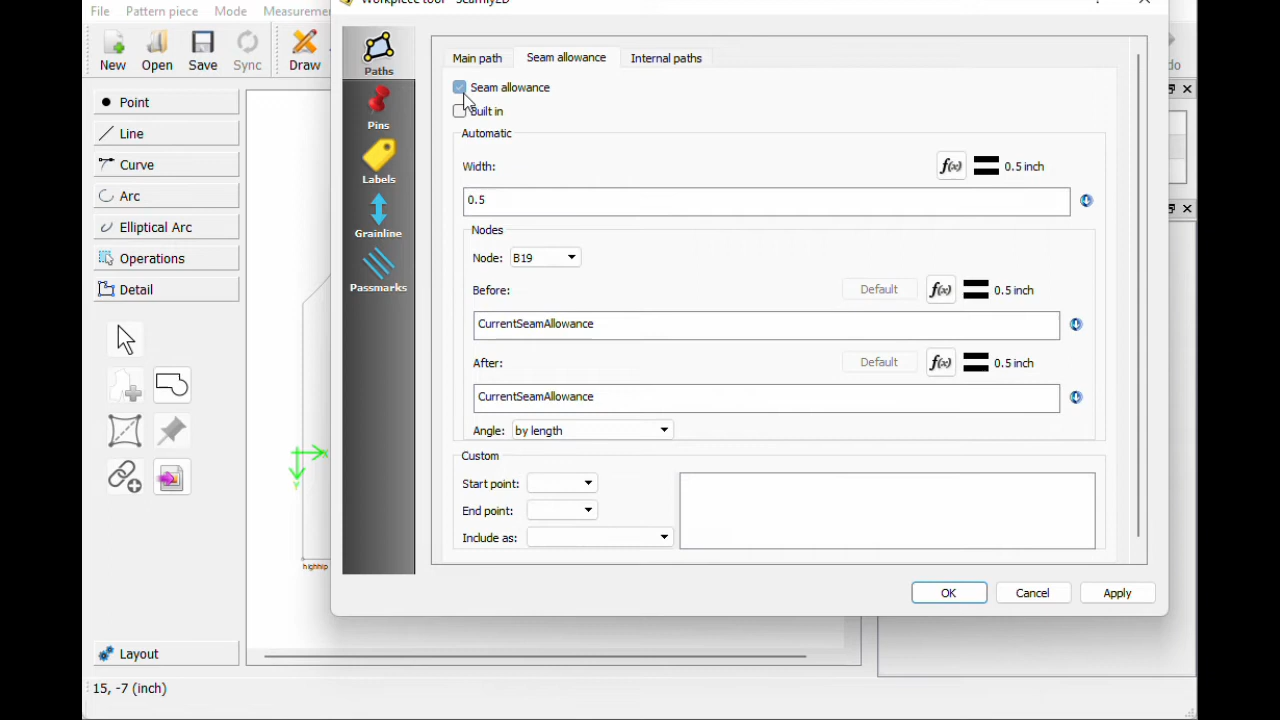 Workpiece tool - Seamly2D
File Pattern piece Mode Measurements
New Open Save Sync Draw
Point
Line
Curve
Arc
Elliptical Arc
Operations
Detail
Layout
15, -7 (inch)
highhip
Paths
Pins
Labels
Grainline
Passmarks
Main path Seam allowance Internal paths
Seam allowance
Built in
Automatic
Width: f(x) 0.5 inch
0.5
Nodes
Node: B19
Before: Default f(x) 0.5 inch
CurrentSeamAllowance
After: Default f(x) 0.5 inch
CurrentSeamAllowance
Angle: by length
Custom
Start point:
End point:
Include as:
OK Cancel Apply
X
Y
do